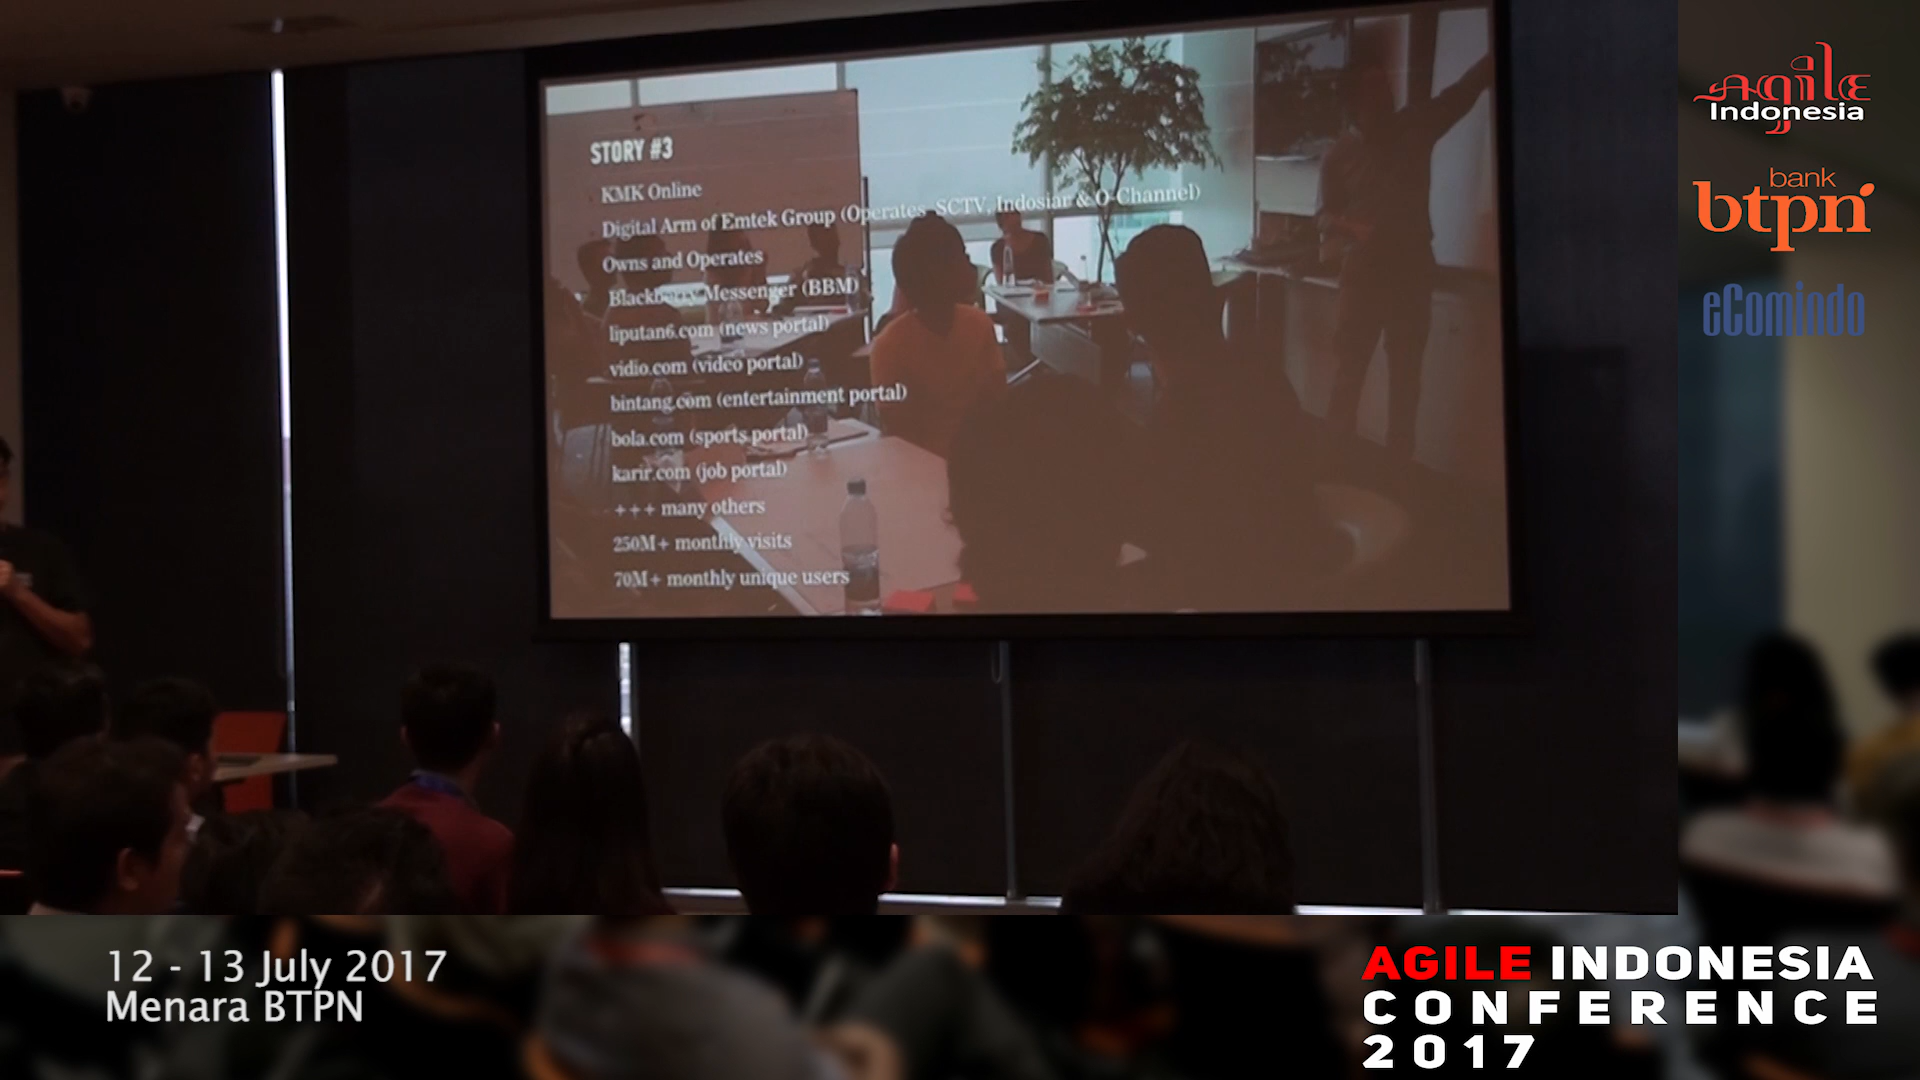 STORY #3
KMK Online
Digital Arm of Emtek Group (Operates SCTV, Indosiar & O-Channel)
Owns and Operates
Blackberry Messenger (BBM)
liputan6.com (news portal)
vidio.com (video portal)
bintang.com (entertainment portal)
bola.com (sports portal)
karir.com (job portal)
+++ many others
250M+ monthly visits
70M+ monthly unique users
Agile
Indonesia
bank
btpn
eComindo
12 - 13 July 2017
Menara BTPN
AGILE INDONESIA
CONFERENCE
2017